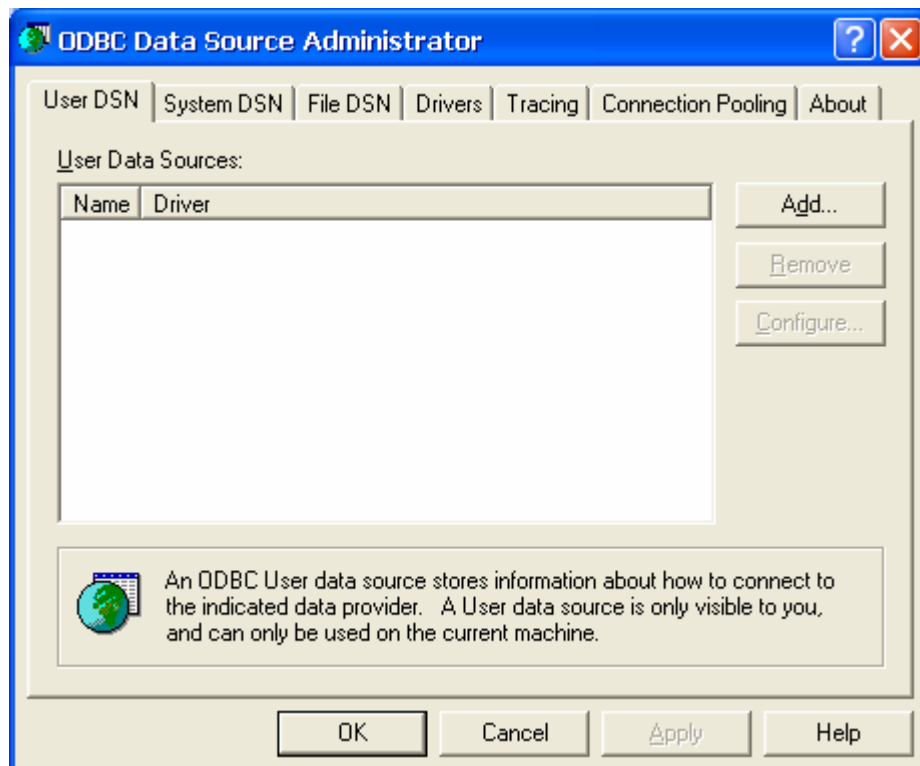 ODBC Data Source Administrator
User DSN System DSN File DSN Drivers Tracing Connection Pooling About
User Data Sources:
Name Driver
Add...
Remove
Configure...
An ODBC User data source stores information about how to connect to
the indicated data provider. A User data source is only visible to you,
and can only be used on the current machine.
OK Cancel Apply Help